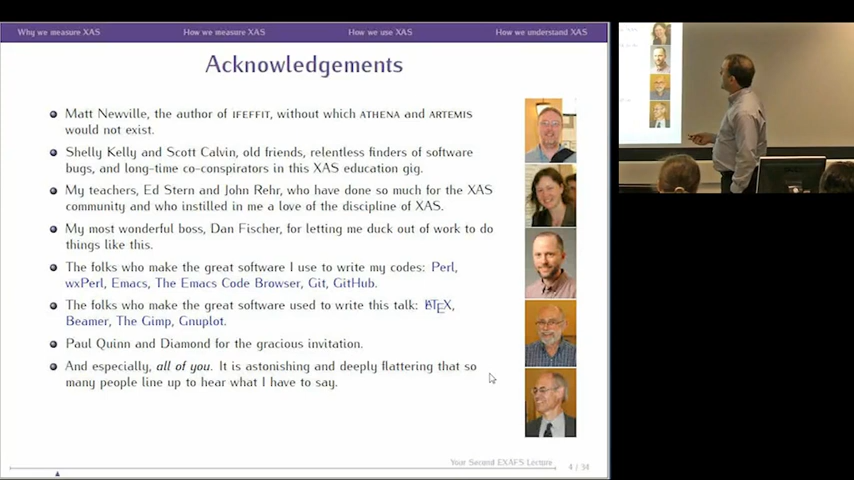 Why we measure XAS
How we measure XAS
How we use XAS
How we understand XAS
Acknowledgements
Matt Newville, the author of IFEFFIT, without which ATHENA and ARTEMIS
would not exist.
Shelly Kelly and Scott Calvin, old friends, relentless finders of software
bugs, and long-time co-conspirators in this XAS education gig.
My teachers, Ed Stern and John Rehr, who have done so much for the XAS
community and who instilled in me a love of the discipline of XAS.
My most wonderful boss, Dan Fischer, for letting me duck out of work to do
things like this.
The folks who make the great software I use to write my codes: Perl,
wxPerl, Emacs, The Emacs Code Browser, Git, GitHub.
The folks who make the great software used to write this talk: LATEX,
Beamer, The Gimp, Gnuplot.
Paul Quinn and Diamond for the gracious invitation.
And especially, all of you. It is astonishing and deeply flattering that so
many people line up to hear what I have to say.
Your Second EXAFS Lecture
4 / 34